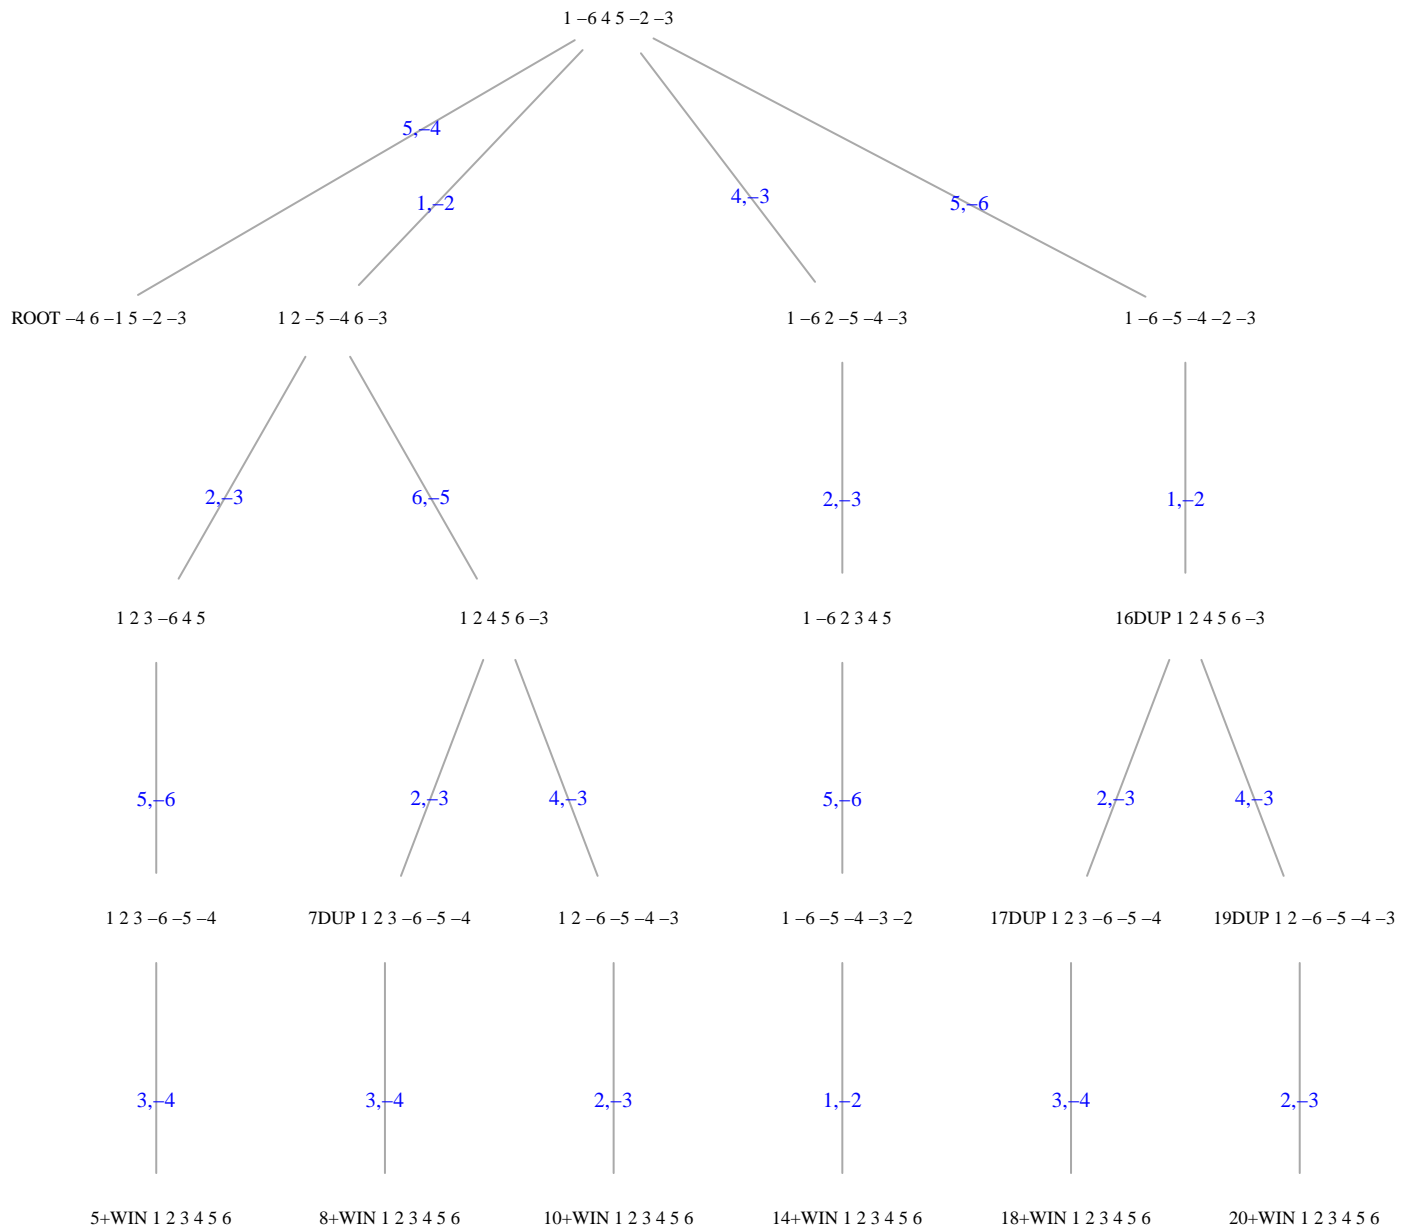 1 –6 4 5 –2 –3
5,–4
1,–2
4,–3
5,–6
ROOT –4 6 –1 5 –2 –3
1 2 –5 –4 6 –3
1 –6 2 –5 –4 –3
1 –6 –5 –4 –2 –3
2,–3
6,–5
2,–3
1,–2
1 2 3 –6 4 5
1 2 4 5 6 –3
1 –6 2 3 4 5
16DUP 1 2 4 5 6 –3
5,–6
2,–3
4,–3
5,–6
2,–3
4,–3
1 2 3 –6 –5 –4
7DUP 1 2 3 –6 –5 –4
1 2 –6 –5 –4 –3
1 –6 –5 –4 –3 –2
17DUP 1 2 3 –6 –5 –4
19DUP 1 2 –6 –5 –4 –3
3,–4
3,–4
2,–3
1,–2
3,–4
2,–3
5+WIN 1 2 3 4 5 6
8+WIN 1 2 3 4 5 6
10+WIN 1 2 3 4 5 6
14+WIN 1 2 3 4 5 6
18+WIN 1 2 3 4 5 6
20+WIN 1 2 3 4 5 6